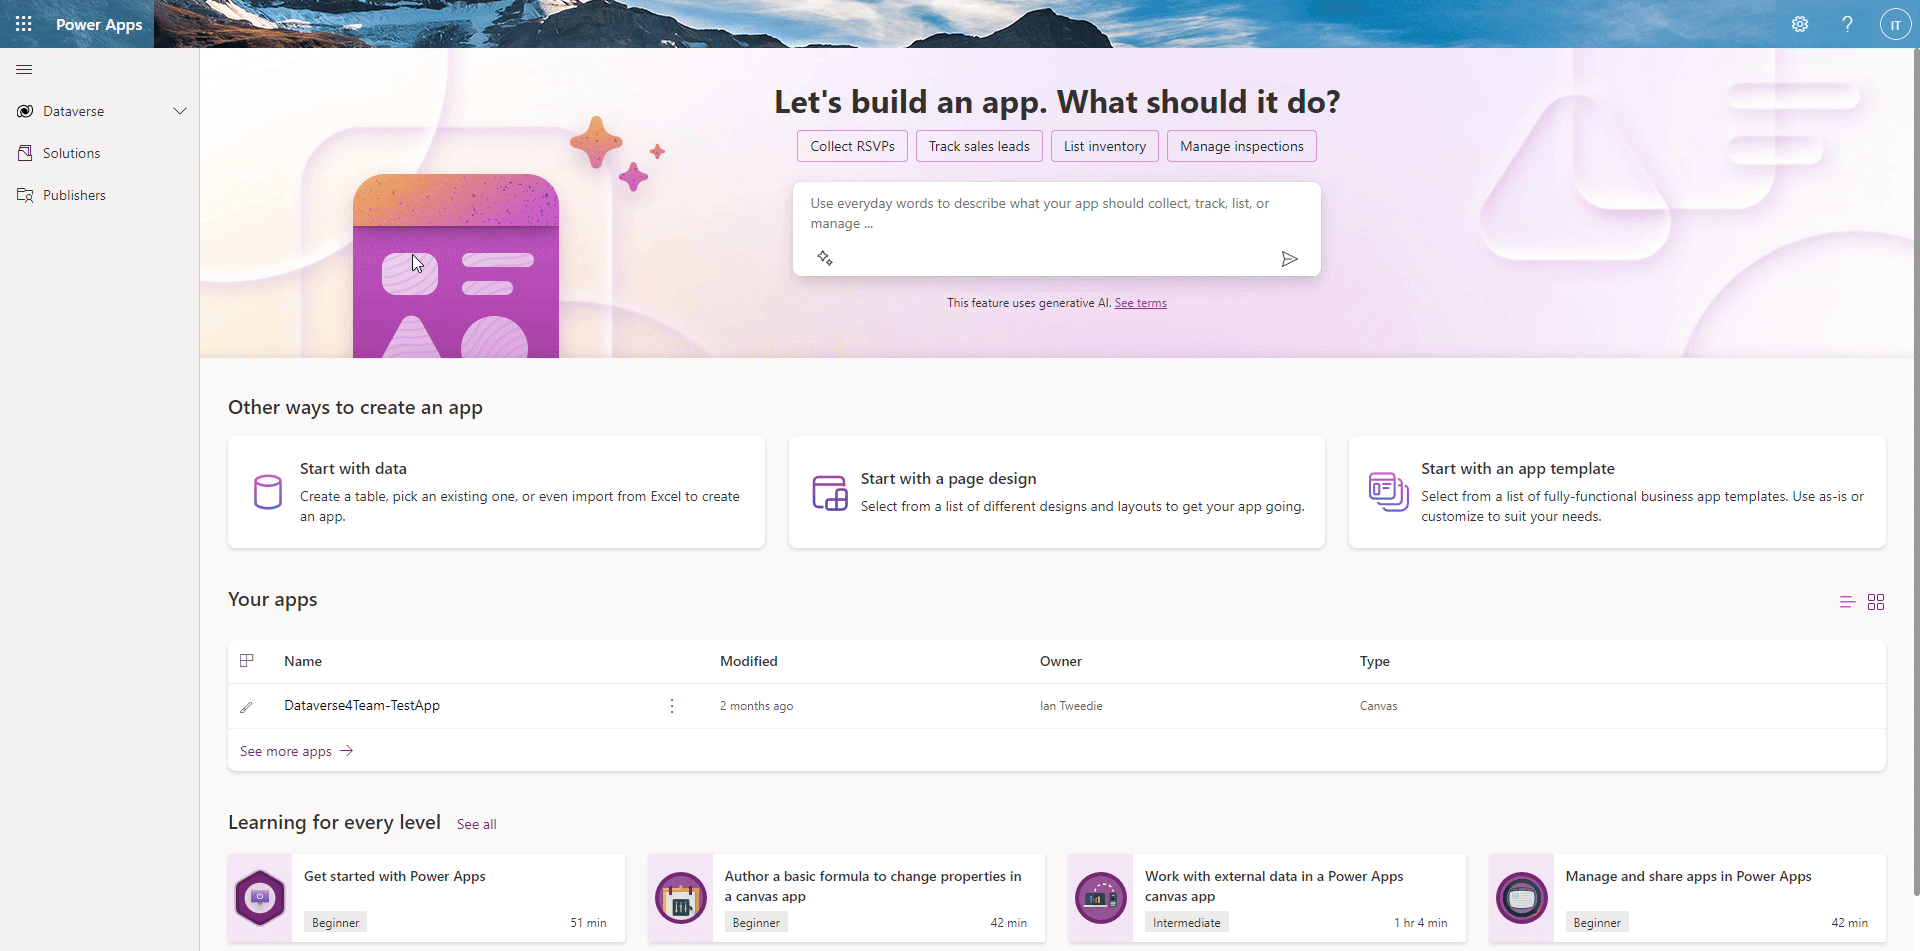 Power Apps
?
IT
Dataverse
Solutions
Publishers
Let's build an app. What should it do?
Collect RSVPs
Track sales leads
List inventory
Manage inspections
Use everyday words to describe what your app should collect, track, list, or
manage ...
This feature uses generative AI. See terms
Other ways to create an app
Start with data
Create a table, pick an existing one, or even import from Excel to create
an app.
Start with a page design
Select from a list of different designs and layouts to get your app going.
Start with an app template
Select from a list of fully-functional business app templates. Use as-is or
customize to suit your needs.
Your apps
Name
Modified
Owner
Type
Dataverse4Team-TestApp
2 months ago
Ian Tweedie
Canvas
See more apps
Learning for every level
See all
Get started with Power Apps
Beginner
51 min
Author a basic formula to change properties in
a canvas app
Beginner
42 min
Work with external data in a Power Apps
canvas app
Intermediate
1 hr 4 min
Manage and share apps in Power Apps
Beginner
42 min